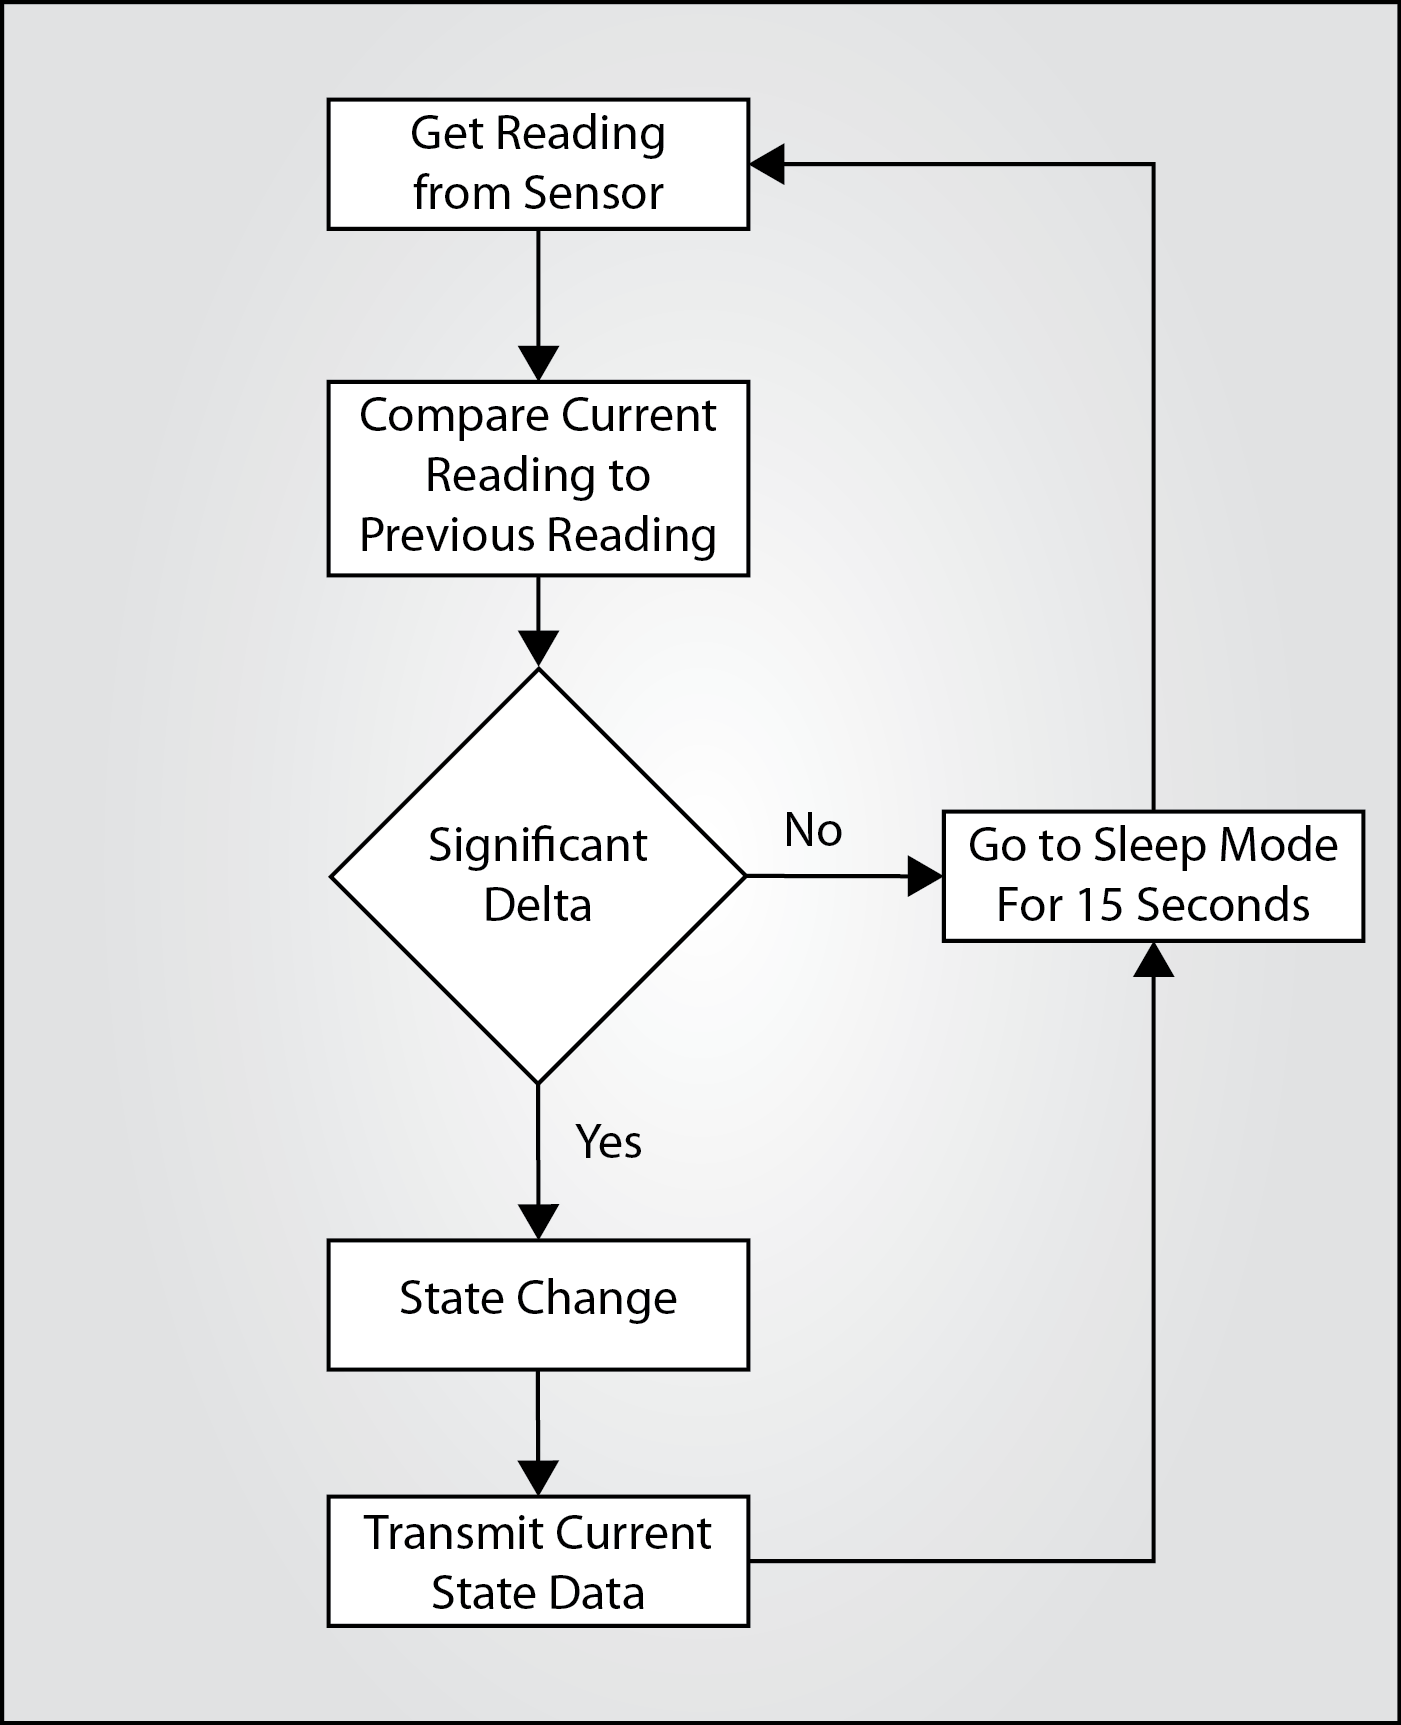 Get Reading
from Sensor
Compare Current
Reading to
Previous Reading
Significant
Delta
No
Go to Sleep Mode
For 15 Seconds
Yes
State Change
Transmit Current
State Data